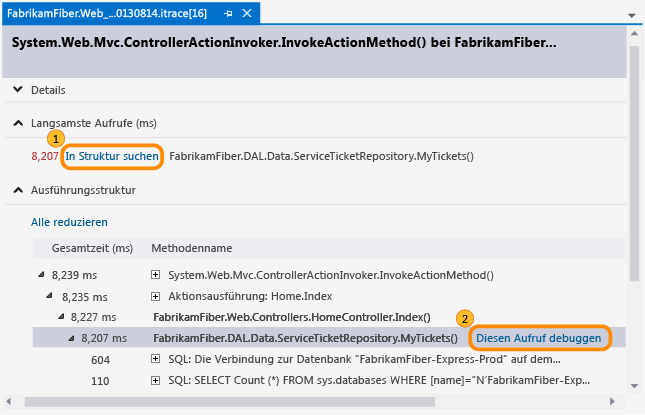 FabrikamFiber.Web_...0130814.itrace[16]
System.Web.Mvc.ControllerActionInvoker.InvokeActionMethod() bei FabrikamFiber...
Details
Langsamste Aufrufe (ms)
1
8,207 In Struktur suchen FabrikamFiber.DAL.Data.ServiceTicketRepository.MyTickets()
Ausführungsstruktur
Alle reduzieren
Gesamtzeit (ms) Methodenname
8,239 ms System.Web.Mvc.ControllerActionInvoker.InvokeActionMethod()
8,235 ms Aktionsausführung: Home.Index
8,227 ms FabrikamFiber.Web.Controllers.HomeController.Index()
2
8,207 ms FabrikamFiber.DAL.Data.ServiceTicketRepository.MyTickets() Diesen Aufruf debuggen
604 SQL: Die Verbindung zur Datenbank "FabrikamFiber-Express-Prod" auf dem...
110 SQL: SELECT Count (*) FROM sys.databases WHERE [name]="N'FabrikamFiber-Exp...